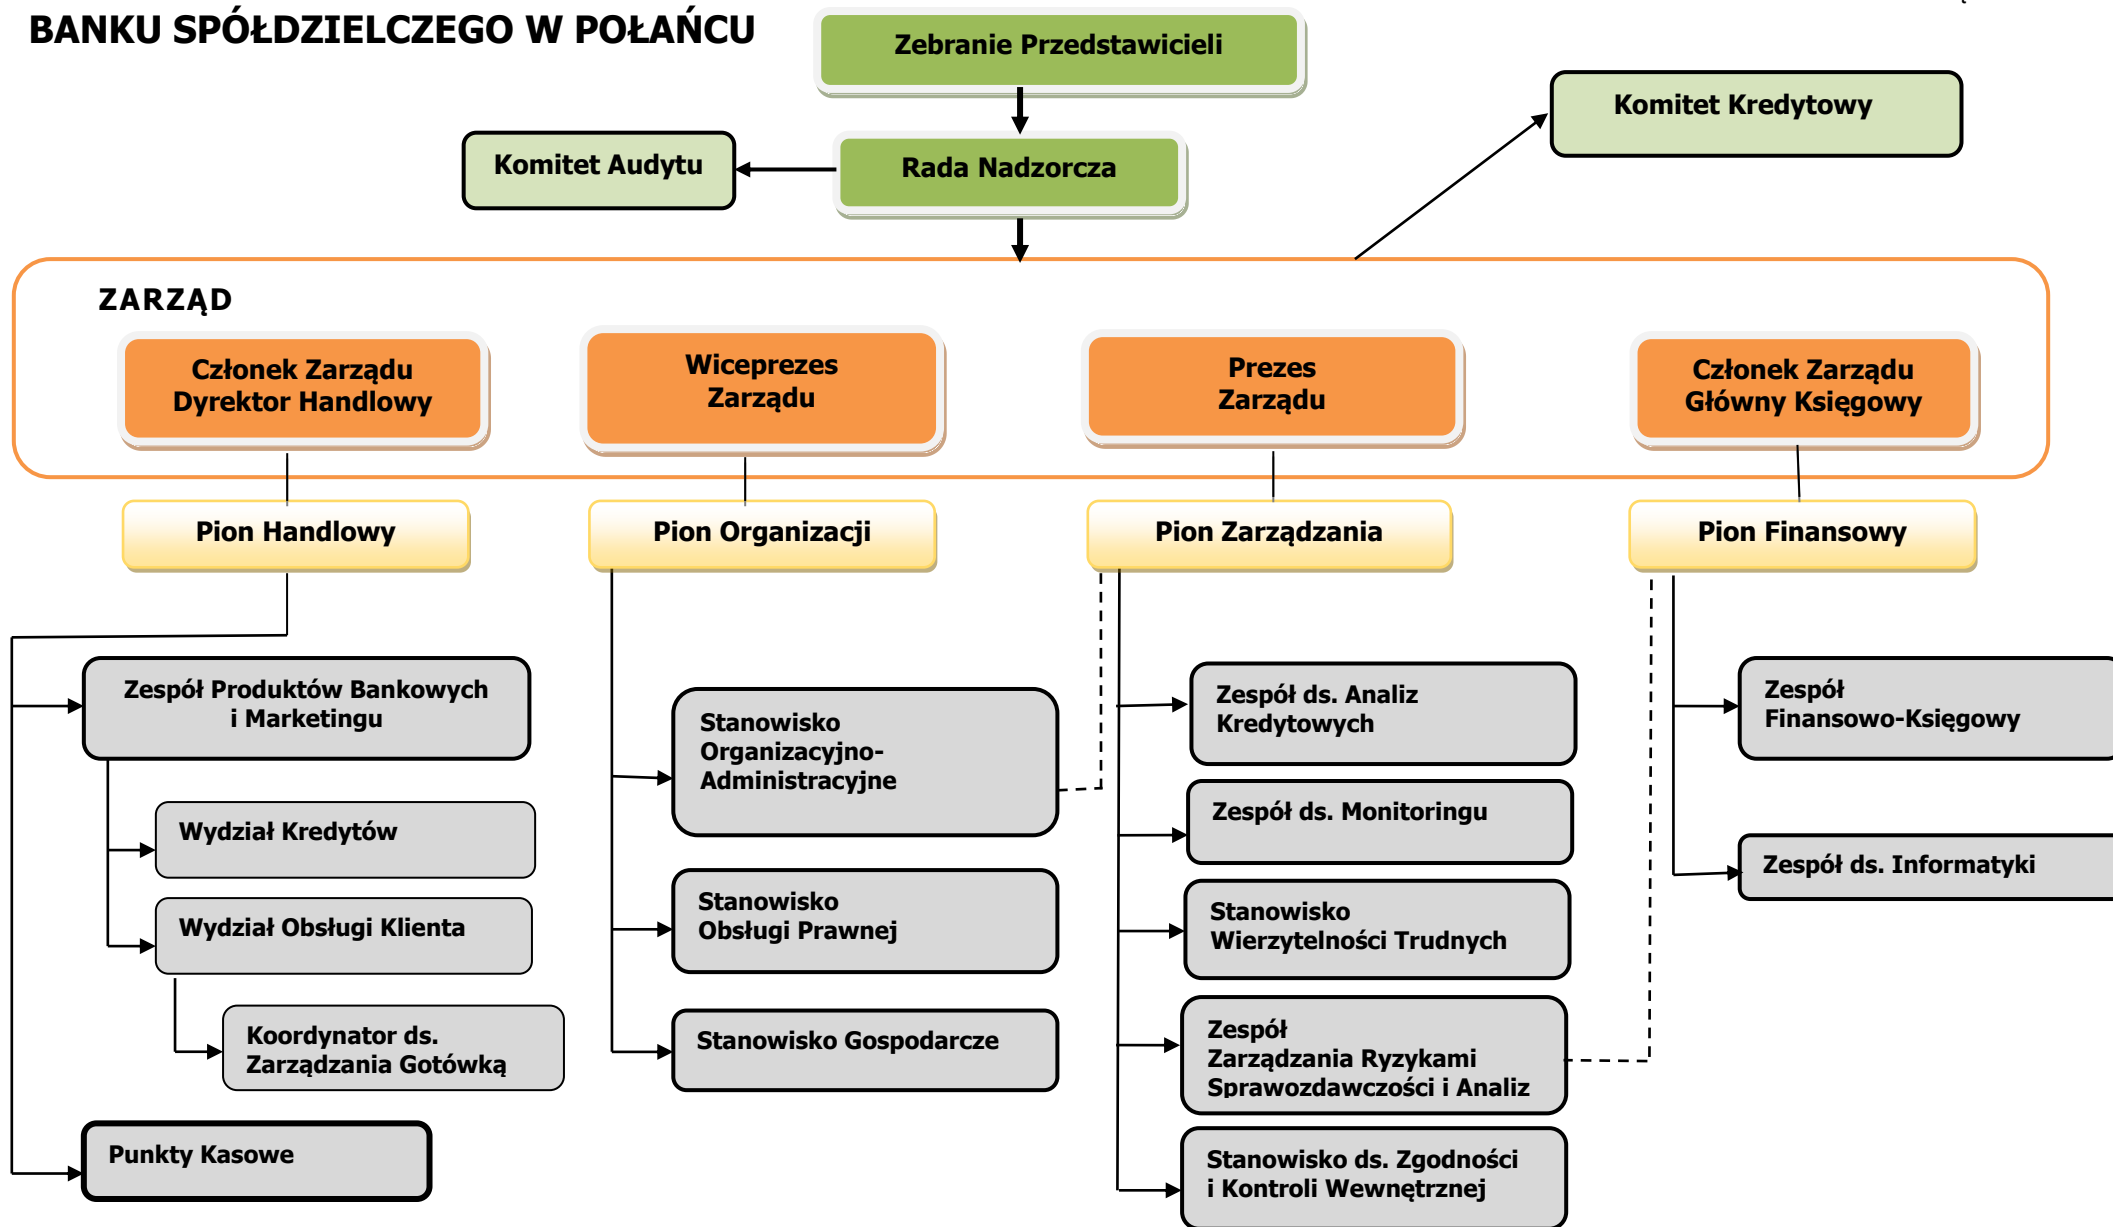 BANKU SPÓŁDZIELCZEGO W POŁAŃCU
Zebranie Przedstawicieli
Komitet Kredytowy
Komitet Audytu
Rada Nadzorcza
ZARZĄD
Członek Zarządu
Dyrektor Handlowy
Wiceprezes
Zarządu
Prezes
Zarządu
Członek Zarządu
Główny Księgowy
Pion Handlowy
Pion Organizacji
Pion Zarządzania
Pion Finansowy
Zespół Produktów Bankowych
i Marketingu
Wydział Kredytów
Wydział Obsługi Klienta
Koordynator ds.
Zarządzania Gotówką
Punkty Kasowe
Stanowisko
Organizacyjno-
Administracyjne
Stanowisko
Obsługi Prawnej
Stanowisko Gospodarcze
Zespół ds. Analiz
Kredytowych
Zespół ds. Monitoringu
Stanowisko
Wierzytelności Trudnych
Zespół
Zarządzania Ryzykami
Sprawozdawczości i Analiz
Stanowisko ds. Zgodności
i Kontroli Wewnętrznej
Zespół
Finansowo-Księgowy
Zespół ds. Informatyki